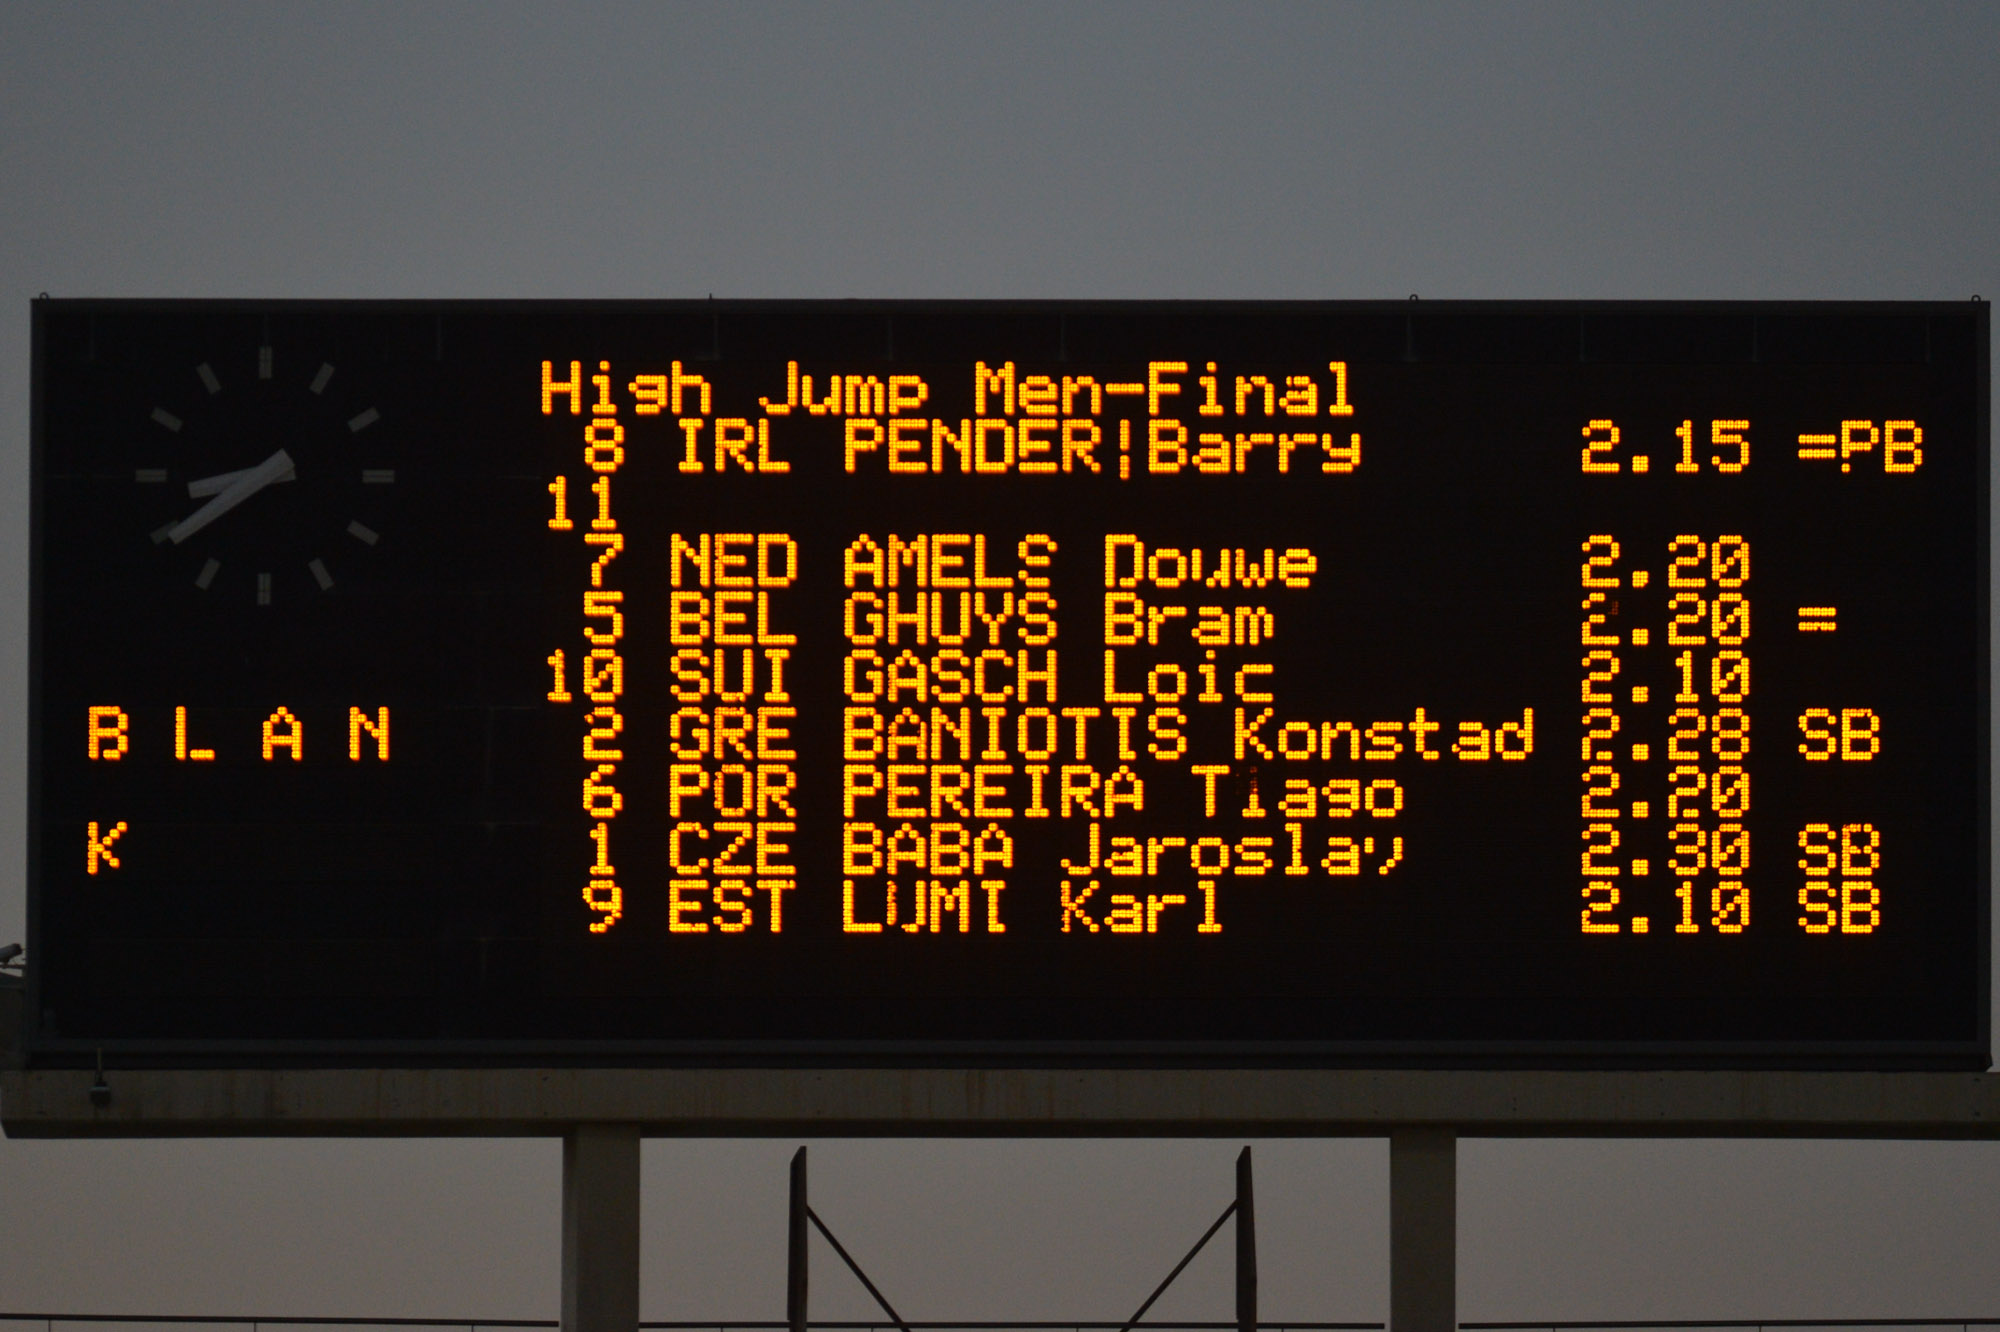 High Jump Men-Final
8 IRL PENDER|Barry 2.15 =PB
11
7 NED AMELS Douwe 2.20
5 BEL GHUYS Bram 2.20 =
10 SUI GASCH Loic 2.10
2 GRE BANIOTIS Konstad 2.28 SB
6 POR PEREIRA Tiago 2.20
1 CZE BABA Jaroslav 2.30 SB
9 EST LUMI Karl 2.10 SB
B L A N
K